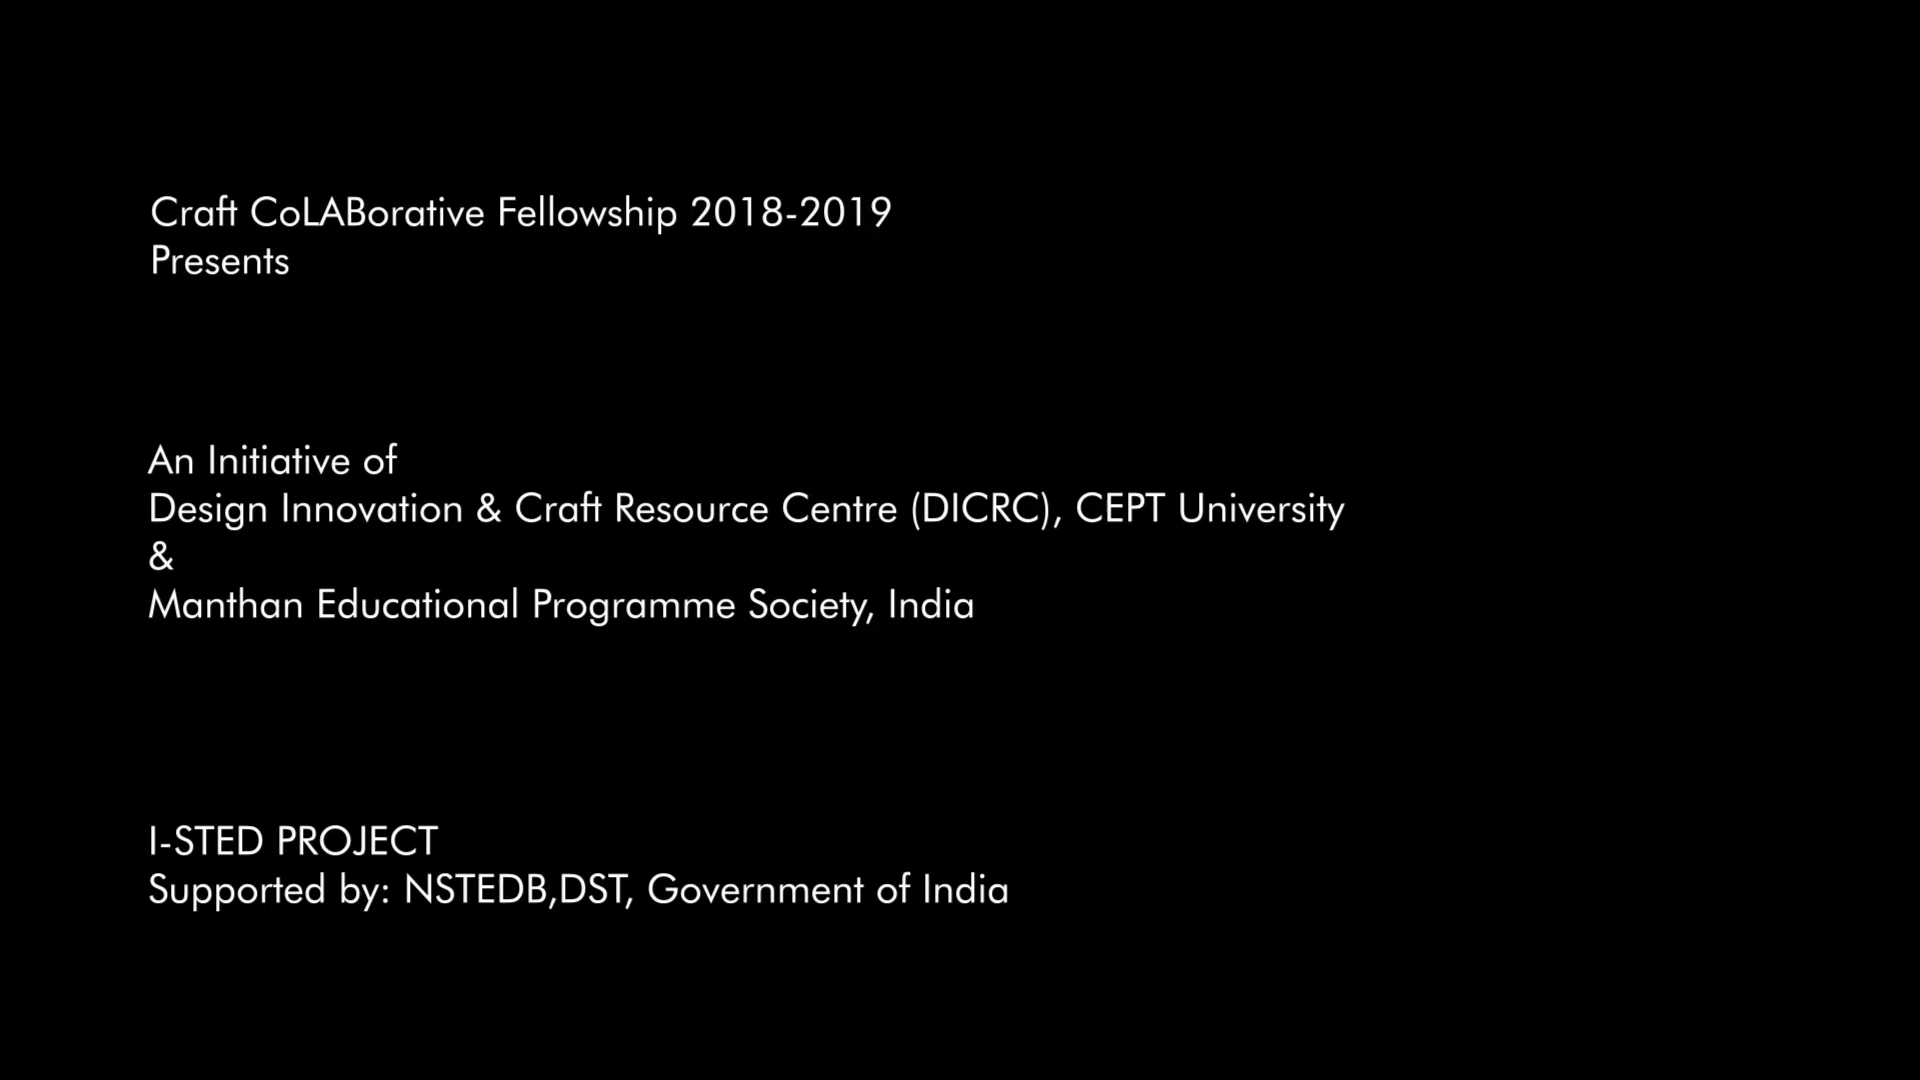 Craft CoLABorative Fellowship 2018-2019
Presents
An Initiative of
Design Innovation & Craft Resource Centre (DICRC), CEPT University
&
Manthan Educational Programme Society, India
I-STED PROJECT
Supported by: NSTEDB,DST, Government of India